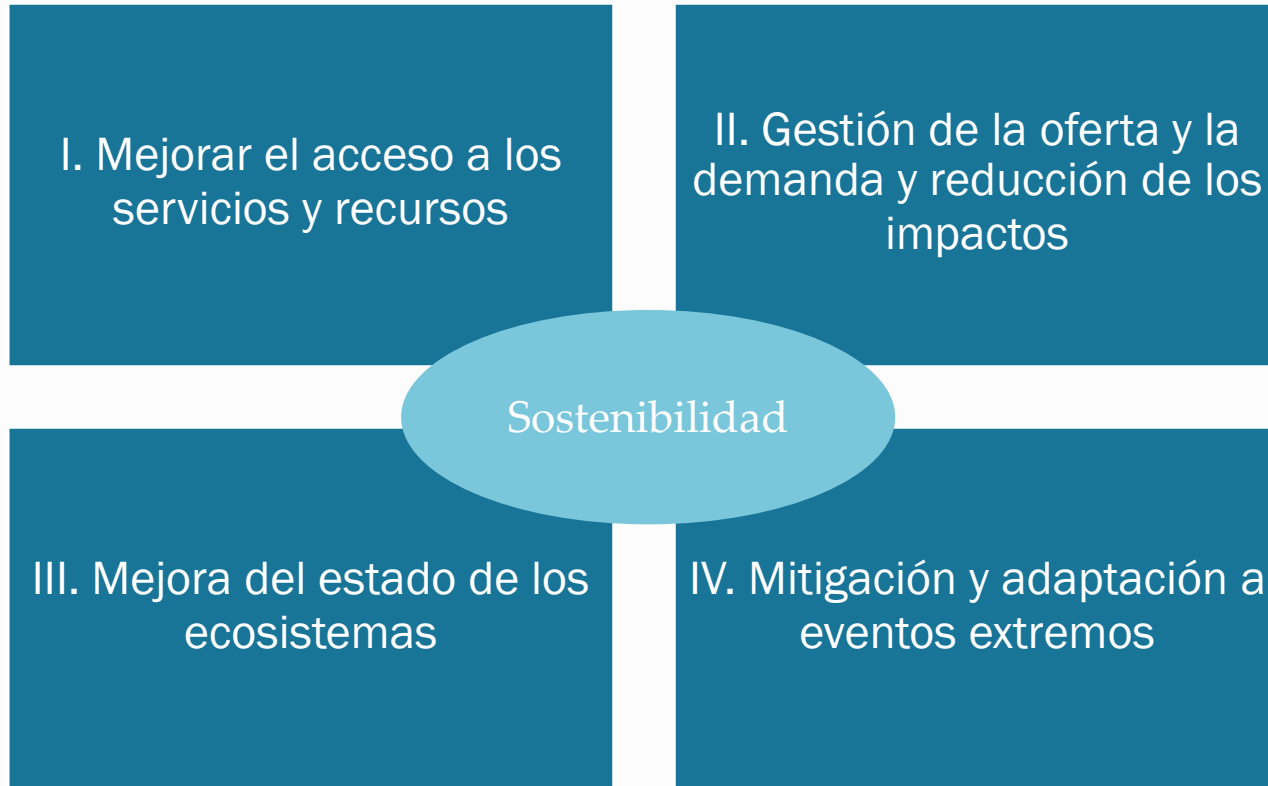 I. Mejorar el acceso a los
servicios y recursos
II. Gestión de la oferta y la
demanda y reducción de los
impactos
Sostenibilidad
III. Mejora del estado de los
ecosistemas
IV. Mitigación y adaptación a
eventos extremos